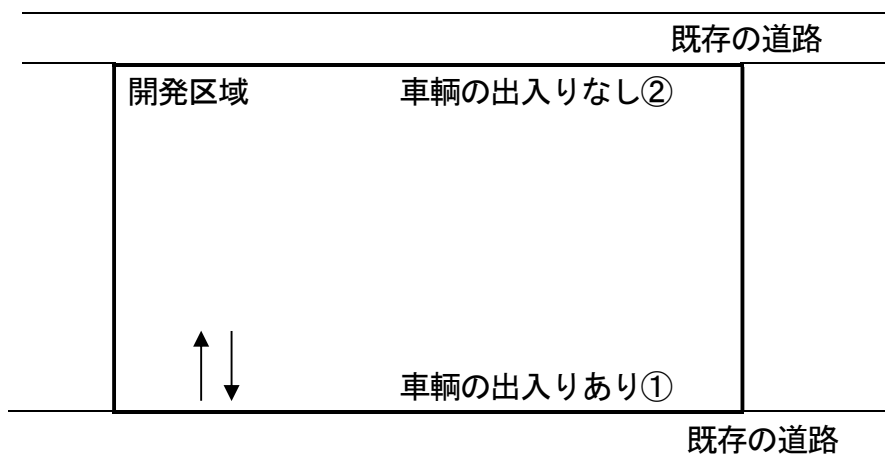 既存の道路
開発区域
車輌の出入りなし②
車輌の出入りあり①
既存の道路